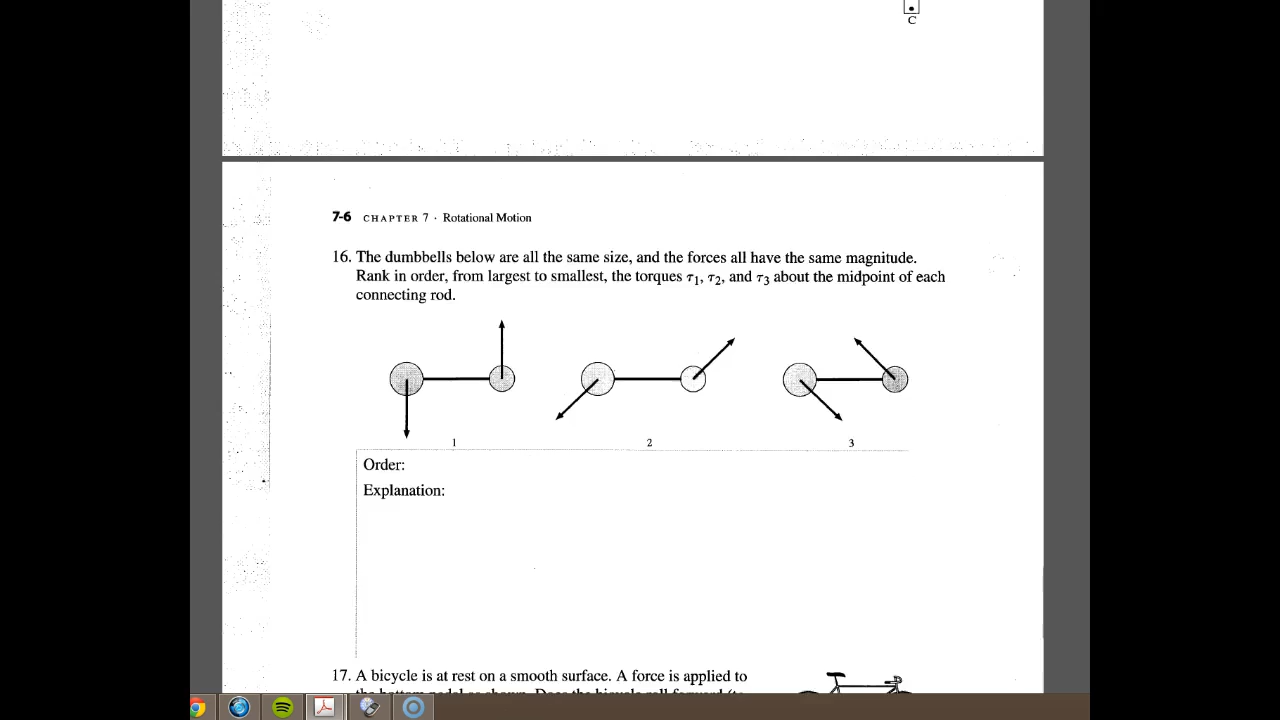 C
7-6 CHAPTER 7 · Rotational Motion
16. The dumbbells below are all the same size, and the forces all have the same magnitude.
Rank in order, from largest to smallest, the torques τ1, τ2, and τ3 about the midpoint of each
connecting rod.
1 2 3
Order:
Explanation:
17. A bicycle is at rest on a smooth surface. A force is applied to